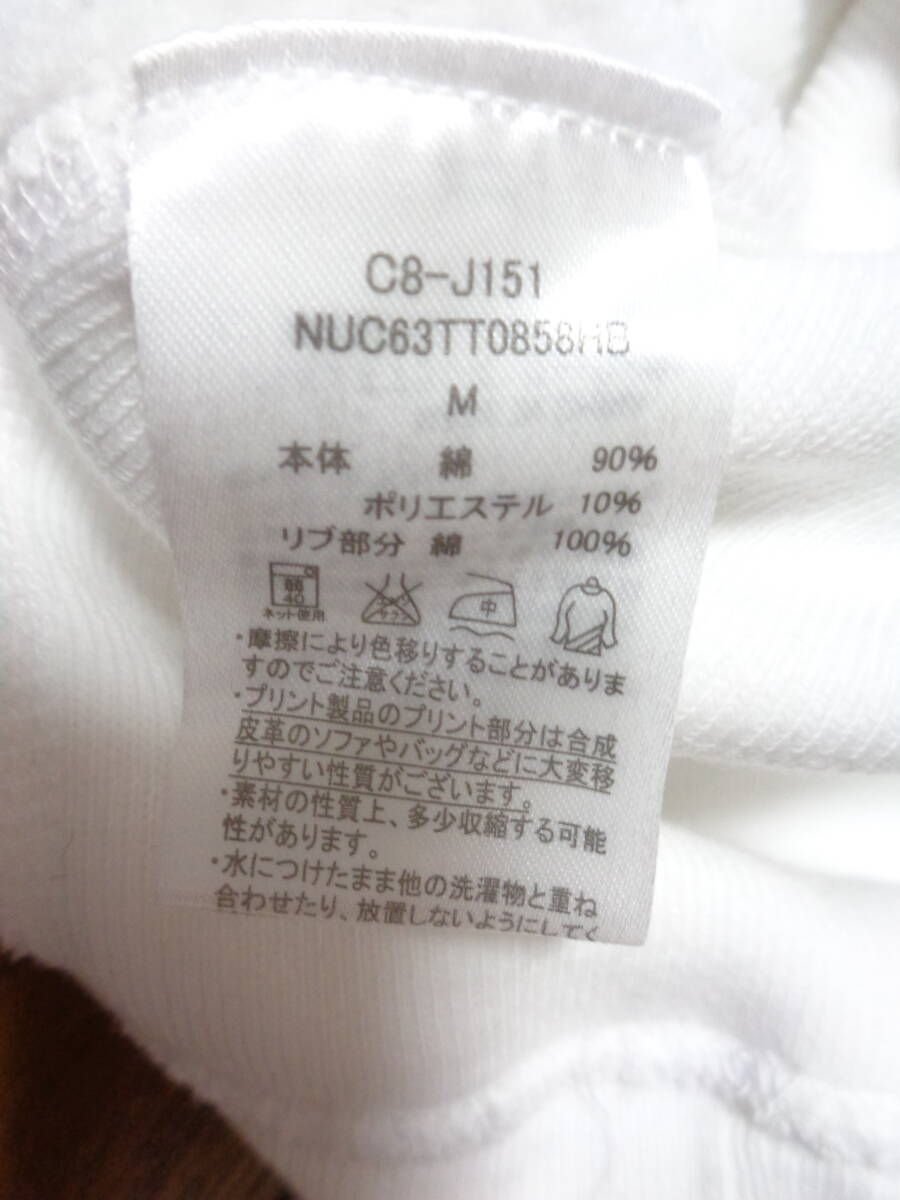 C8-J151
NUC63TT0858HB
M
本体 綿 90%
ポリエステル 10%
リブ部分 綿 100%
40
ネット使用
中
・摩擦により色移りすることがありま
すのでご注意ください。
・プリント製品のプリント部分は合成
皮革のソファやバッグなどに大変移
りやすい性質がございます。
・素材の性質上、多少収縮する可能
性があります。
・水につけたまま他の洗濯物と重ね
合わせたり、放置しないようにしてく